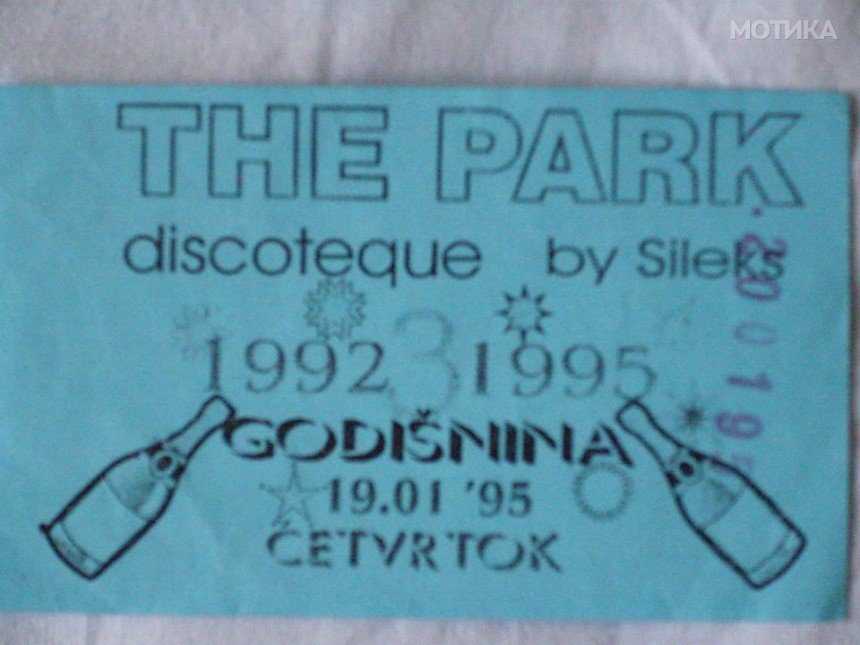 МОТИКА
THE PARK
discoteque by Sileks
1992 3 1995
GODIŠNINA
19.01 '95
ČETVRTOK